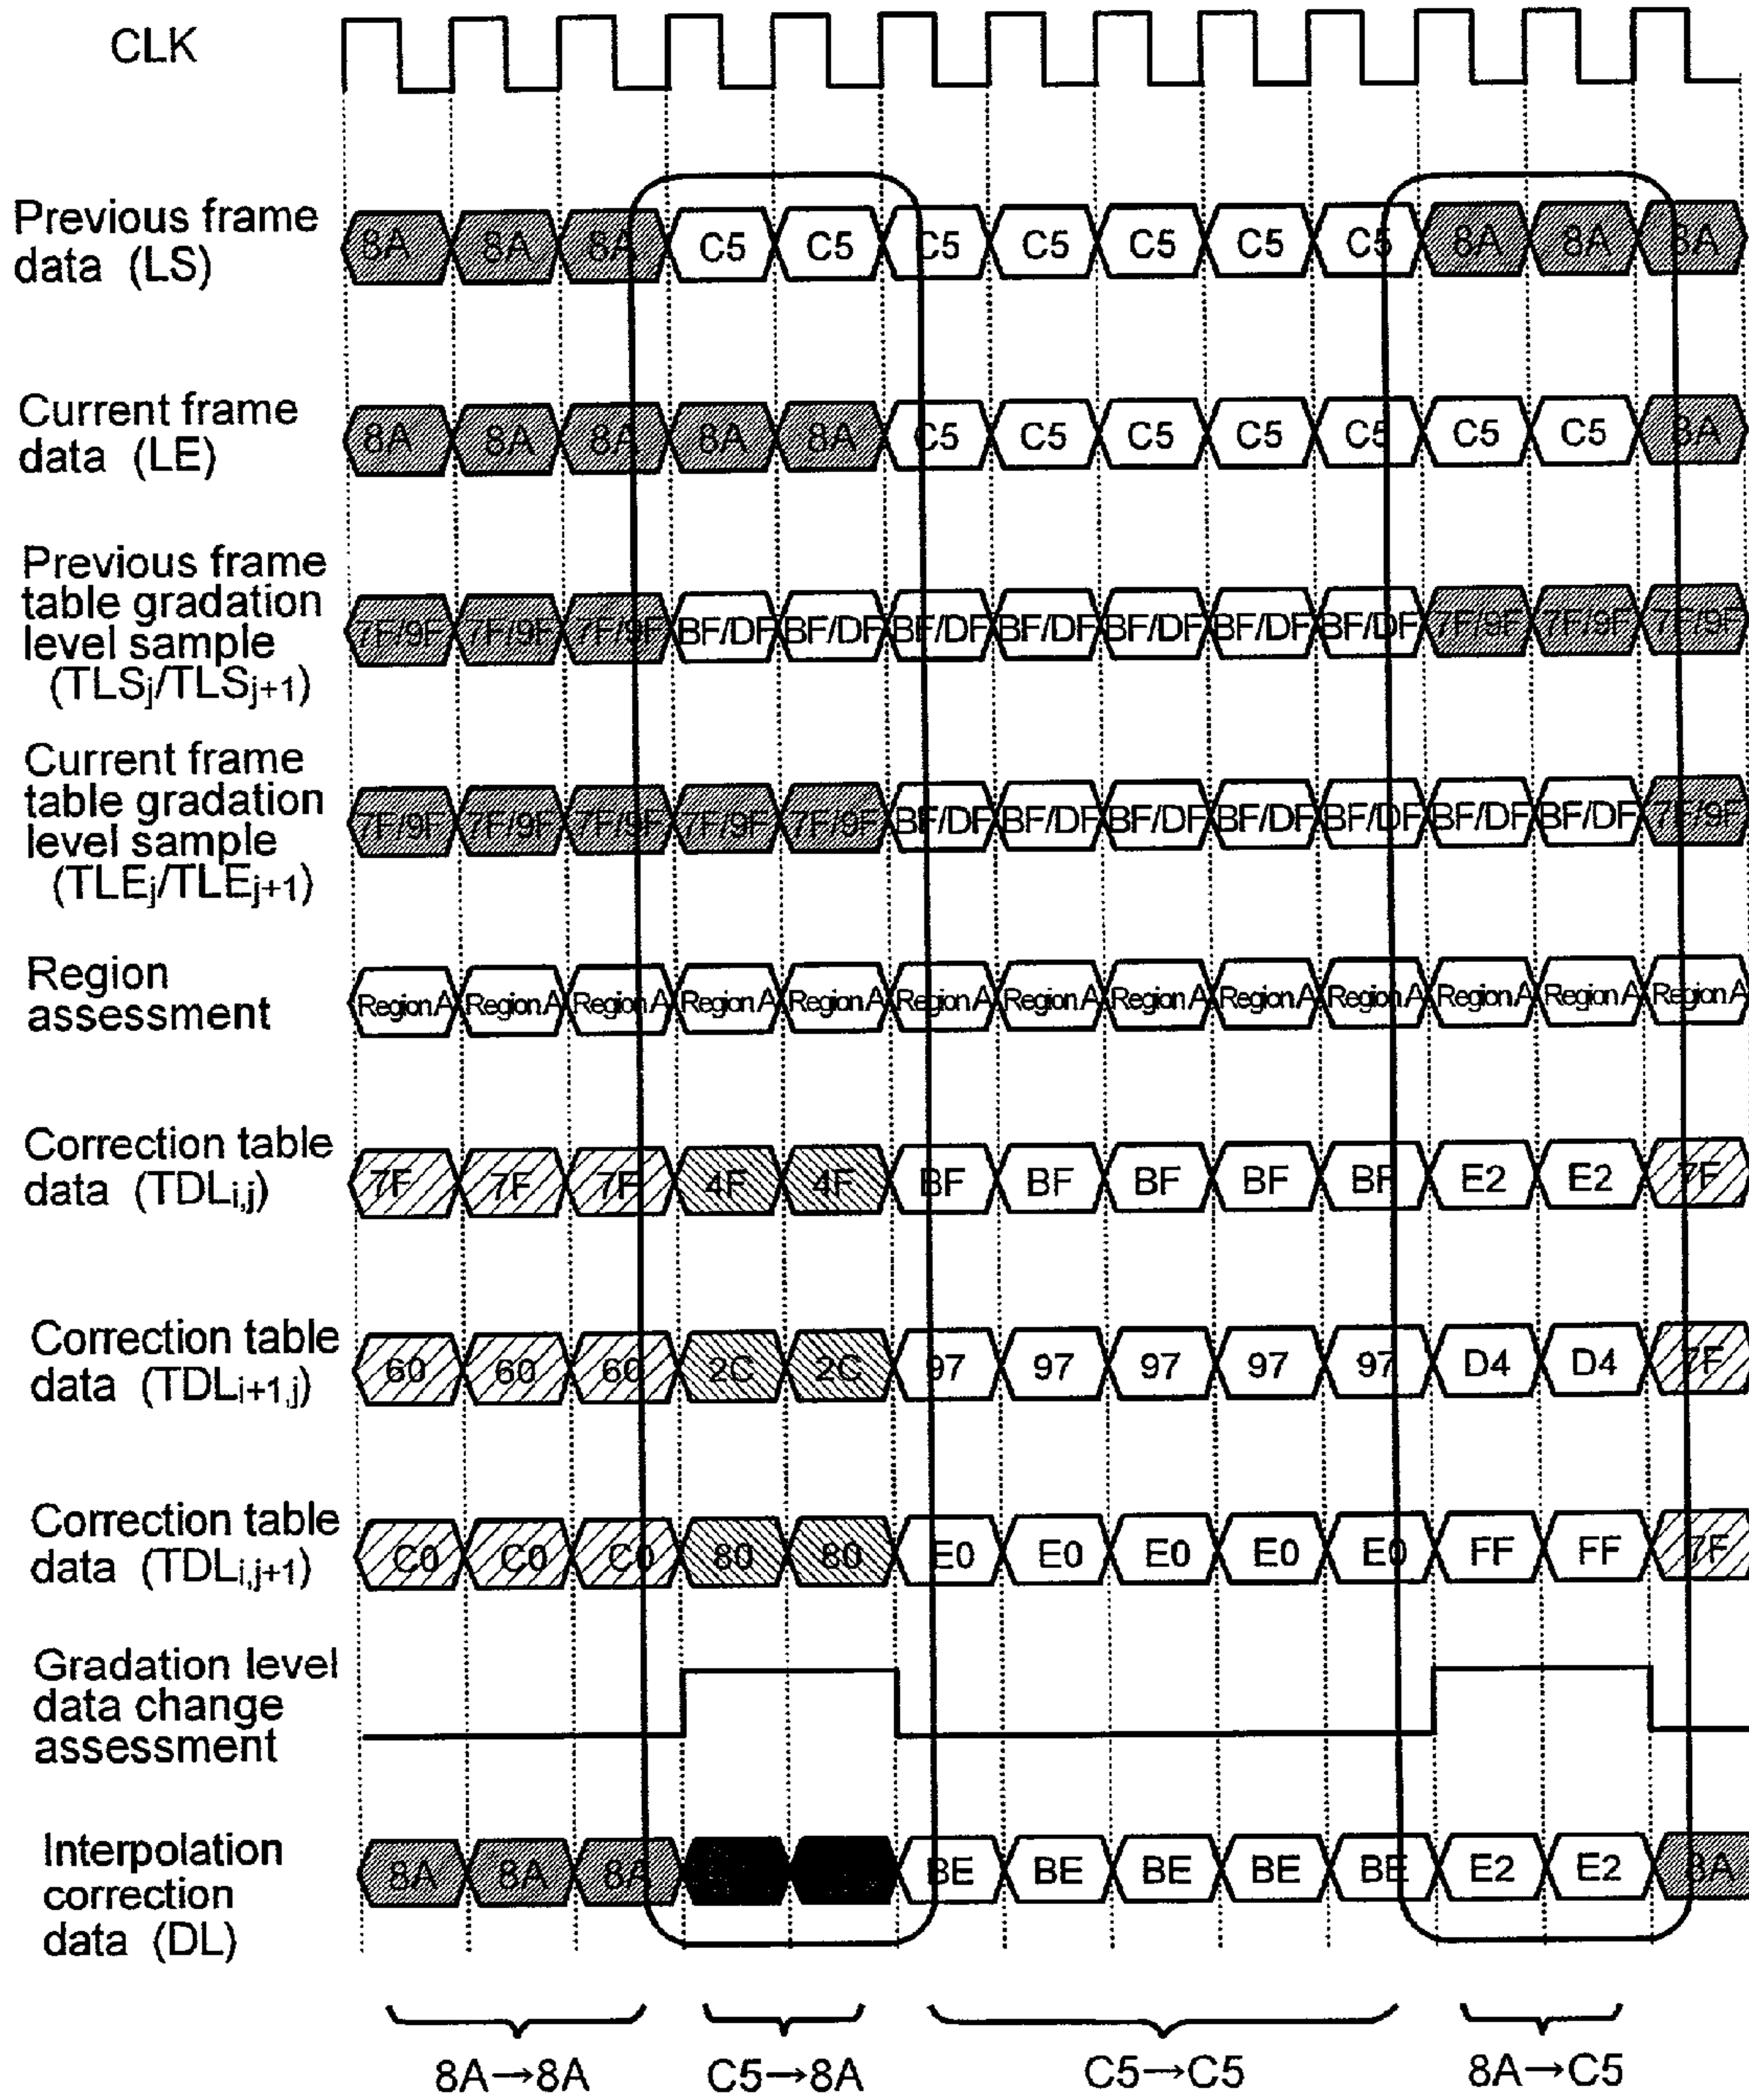 CLK
Previous frame
data (LS)
8A 8A 8A C5 C5 C5 C5 C5 C5 C5 8A 8A 8A
Current frame
data (LE)
8A 8A 8A 8A 8A C5 C5 C5 C5 C5 C5 C5 8A
Previous frame
table gradation
level sample
(TLSj/TLSj+1)
7F/9F 7F/9F 7F/9F BF/DF BF/DF BF/DF BF/DF BF/DF BF/DF BF/DF 7F/9F 7F/9F 7F/9F
Current frame
table gradation
level sample
(TLEj/TLEj+1)
7F/9F 7F/9F 7F/9F 7F/9F 7F/9F BF/DF BF/DF BF/DF BF/DF BF/DF BF/DF BF/DF 7F/9F
Region
assessment
Region A Region A Region A Region A Region A Region A Region A Region A Region A Region A Region A Region A Region A
Correction table
data (TDLi,j)
7F 7F 7F 4F 4F BF BF BF BF BF E2 E2 7F
Correction table
data (TDLi+1,j)
60 60 60 2C 2C 97 97 97 97 97 D4 D4 7F
Correction table
data (TDLi,j+1)
C0 C0 C0 80 80 E0 E0 E0 E0 E0 FF FF 7F
Gradation level
data change
assessment
Interpolation
correction
data (DL)
8A 8A 8A BE BE BE BE BE E2 E2 8A
8A→8A C5→8A C5→C5 8A→C5